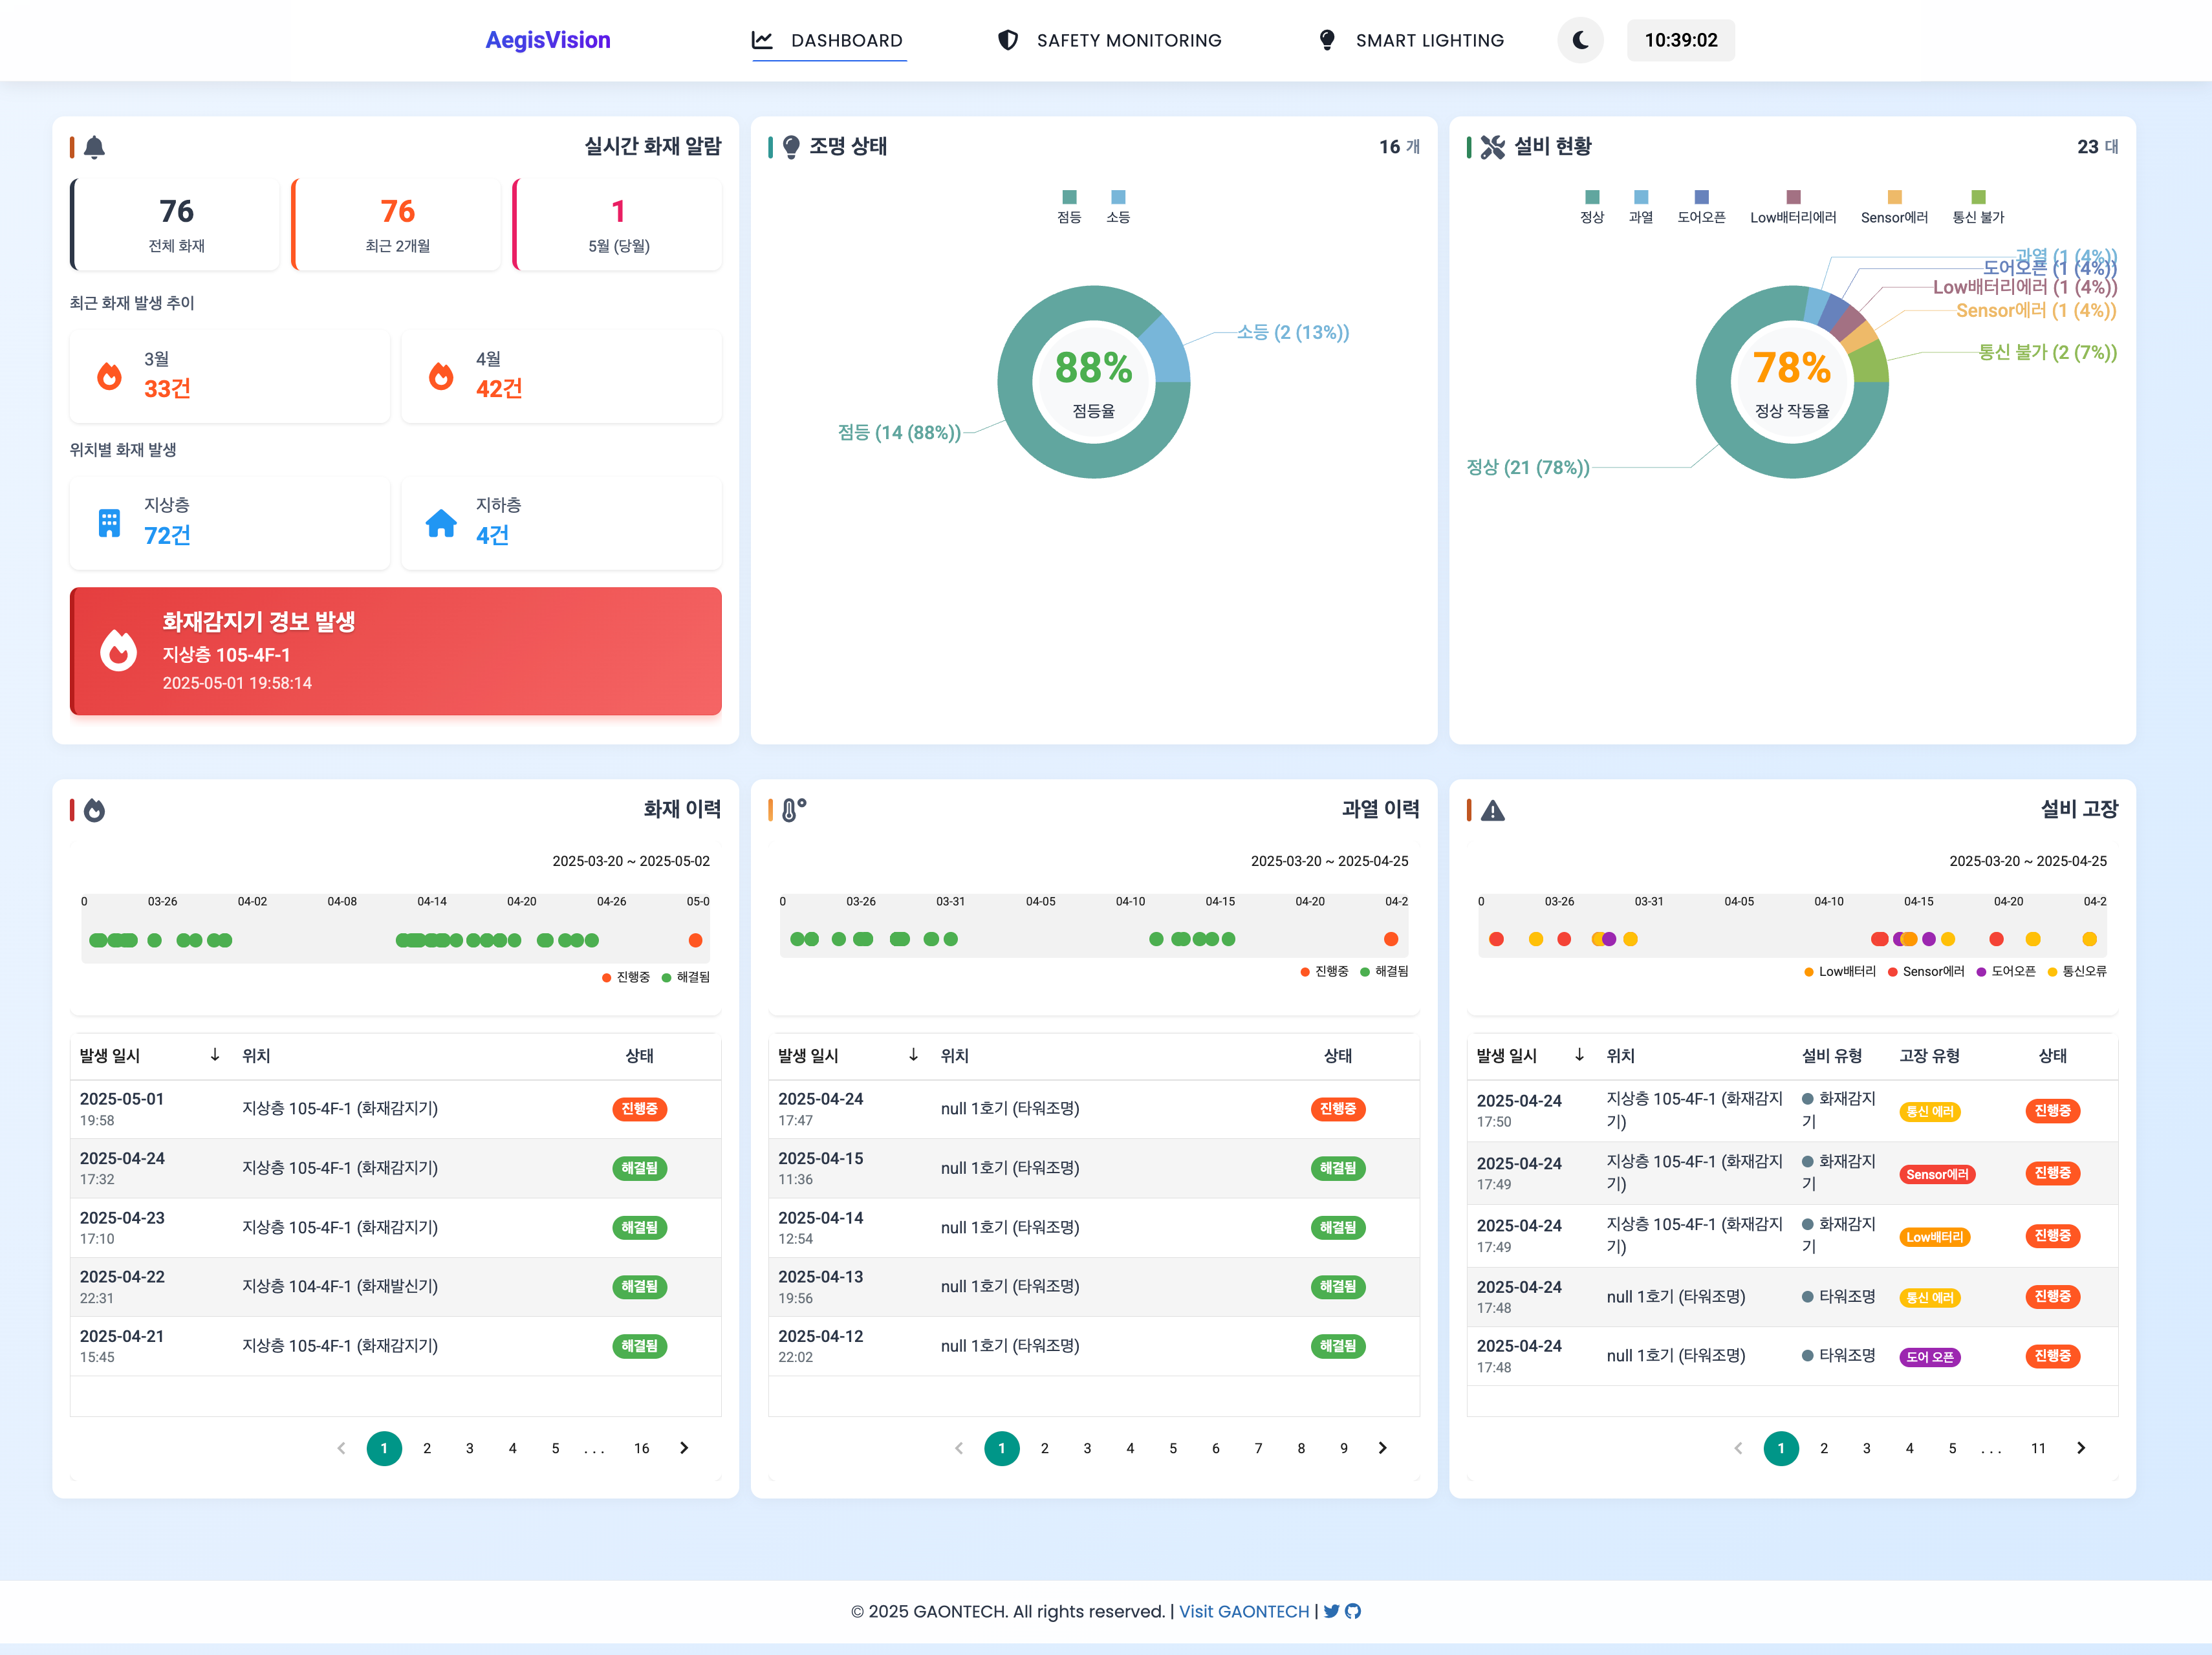 AegisVision
DASHBOARD
SAFETY MONITORING
SMART LIGHTING
10:39:02
실시간 화재 알람
76
전체 화재
76
최근 2개월
1
5월 (당월)
최근 화재 발생 추이
3월
33건
4월
42건
위치별 화재 발생
지상층
72건
지하층
4건
화재감지기 경보 발생
지상층 105-4F-1
2025-05-01 19:58:14
조명 상태
16 개
점등 소등
소등 (2 (13%))
88%
점등율
점등 (14 (88%))
설비 현황
23 대
정상 과열 도어오픈 Low배터리에러 Sensor에러 통신 불가
과열 (1 (4%))
도어오픈 (1 (4%))
Low배터리에러 (1 (4%))
Sensor에러 (1 (4%))
통신 불가 (2 (7%))
78%
정상 작동율
정상 (21 (78%))
화재 이력
2025-03-20 ~ 2025-05-02
0 03-26 04-02 04-08 04-14 04-20 04-26 05-0
진행중 해결됨
발생 일시 ↓ 위치 상태
2025-05-01
19:58
지상층 105-4F-1 (화재감지기)
진행중
2025-04-24
17:32
지상층 105-4F-1 (화재감지기)
해결됨
2025-04-23
17:10
지상층 105-4F-1 (화재감지기)
해결됨
2025-04-22
22:31
지상층 104-4F-1 (화재발신기)
해결됨
2025-04-21
15:45
지상층 105-4F-1 (화재감지기)
해결됨
1 2 3 4 5 ... 16
과열 이력
2025-03-20 ~ 2025-04-25
0 03-26 03-31 04-05 04-10 04-15 04-20 04-2
진행중 해결됨
발생 일시 ↓ 위치 상태
2025-04-24
17:47
null 1호기 (타워조명)
진행중
2025-04-15
11:36
null 1호기 (타워조명)
해결됨
2025-04-14
12:54
null 1호기 (타워조명)
해결됨
2025-04-13
19:56
null 1호기 (타워조명)
해결됨
2025-04-12
22:02
null 1호기 (타워조명)
해결됨
1 2 3 4 5 6 7 8 9
설비 고장
2025-03-20 ~ 2025-04-25
0 03-26 03-31 04-05 04-10 04-15 04-20 04-2
Low배터리 Sensor에러 도어오픈 통신오류
발생 일시 ↓ 위치 설비 유형 고장 유형 상태
2025-04-24
17:50
지상층 105-4F-1 (화재감지
기)
화재감지
기
통신 에러
진행중
2025-04-24
17:49
지상층 105-4F-1 (화재감지
기)
화재감지
기
Sensor에러
진행중
2025-04-24
17:49
지상층 105-4F-1 (화재감지
기)
화재감지
기
Low배터리
진행중
2025-04-24
17:48
null 1호기 (타워조명)
타워조명
통신 에러
진행중
2025-04-24
17:48
null 1호기 (타워조명)
타워조명
도어 오픈
진행중
1 2 3 4 5 ... 11
© 2025 GAONTECH. All rights reserved. | Visit GAONTECH |